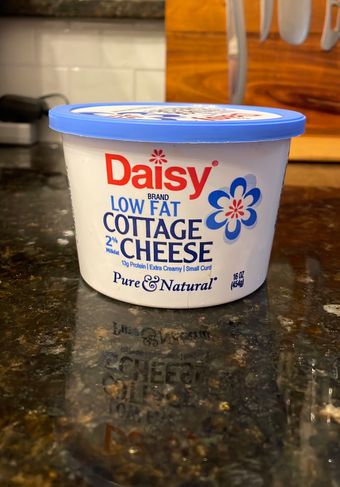 Daisy®
BRAND
LOW FAT
COTTAGE
2% Milkfat CHEESE
13g Protein | Extra Creamy | Small Curd
Pure & Natural®
16 OZ
(454g)